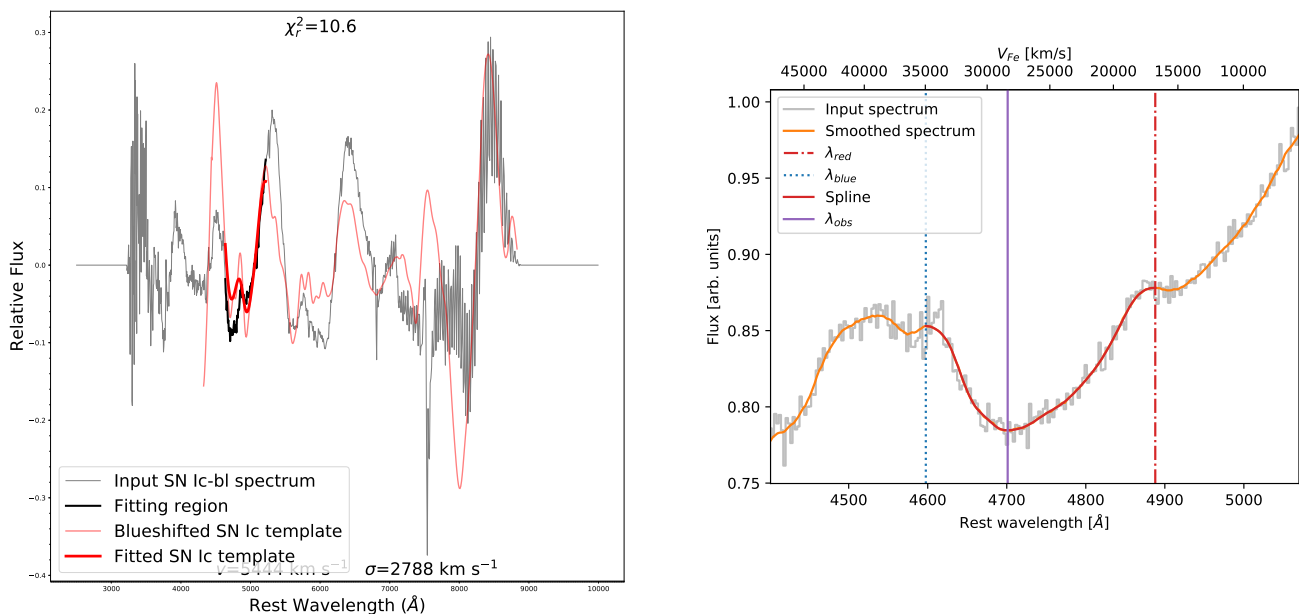 χ²ᵣ=10.6
0.3
0.2
0.1
0.0
−0.1
−0.2
−0.3
−0.4
Relative Flux
Input SN Ic-bl spectrum
Fitting region
Blueshifted SN Ic template
Fitted SN Ic template
v=5444 km s⁻¹ σ=2788 km s⁻¹
3000 4000 5000 6000 7000 8000 9000 10000
Rest Wavelength (Å)
V_Fe [km/s]
45000 40000 35000 30000 25000 20000 15000 10000
1.00
0.95
0.90
0.85
0.80
0.75
Flux [arb. units]
Input spectrum
Smoothed spectrum
λ_red
λ_blue
Spline
λ_obs
4500 4600 4700 4800 4900 5000
Rest wavelength [Å]